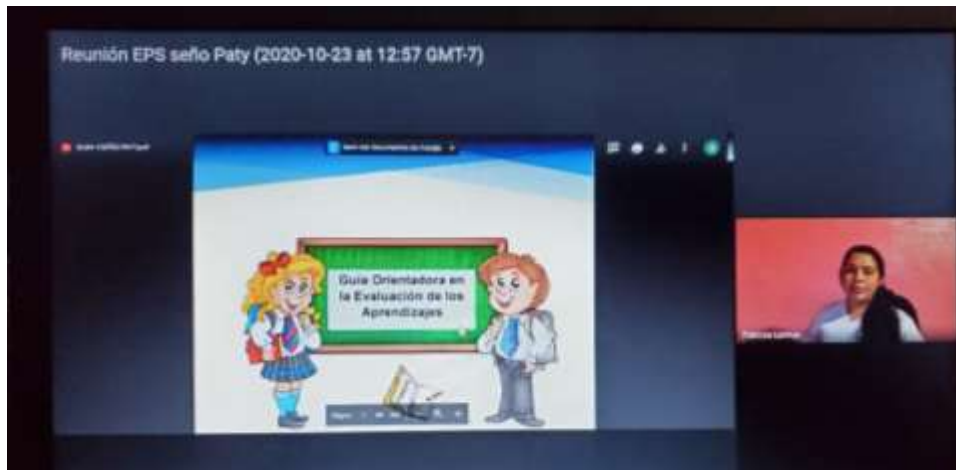 Reunión EPS seño Paty (2020-10-23 at 12:57 GMT-7)
Guía Orientadora en
la Evaluación de los
Aprendizajes